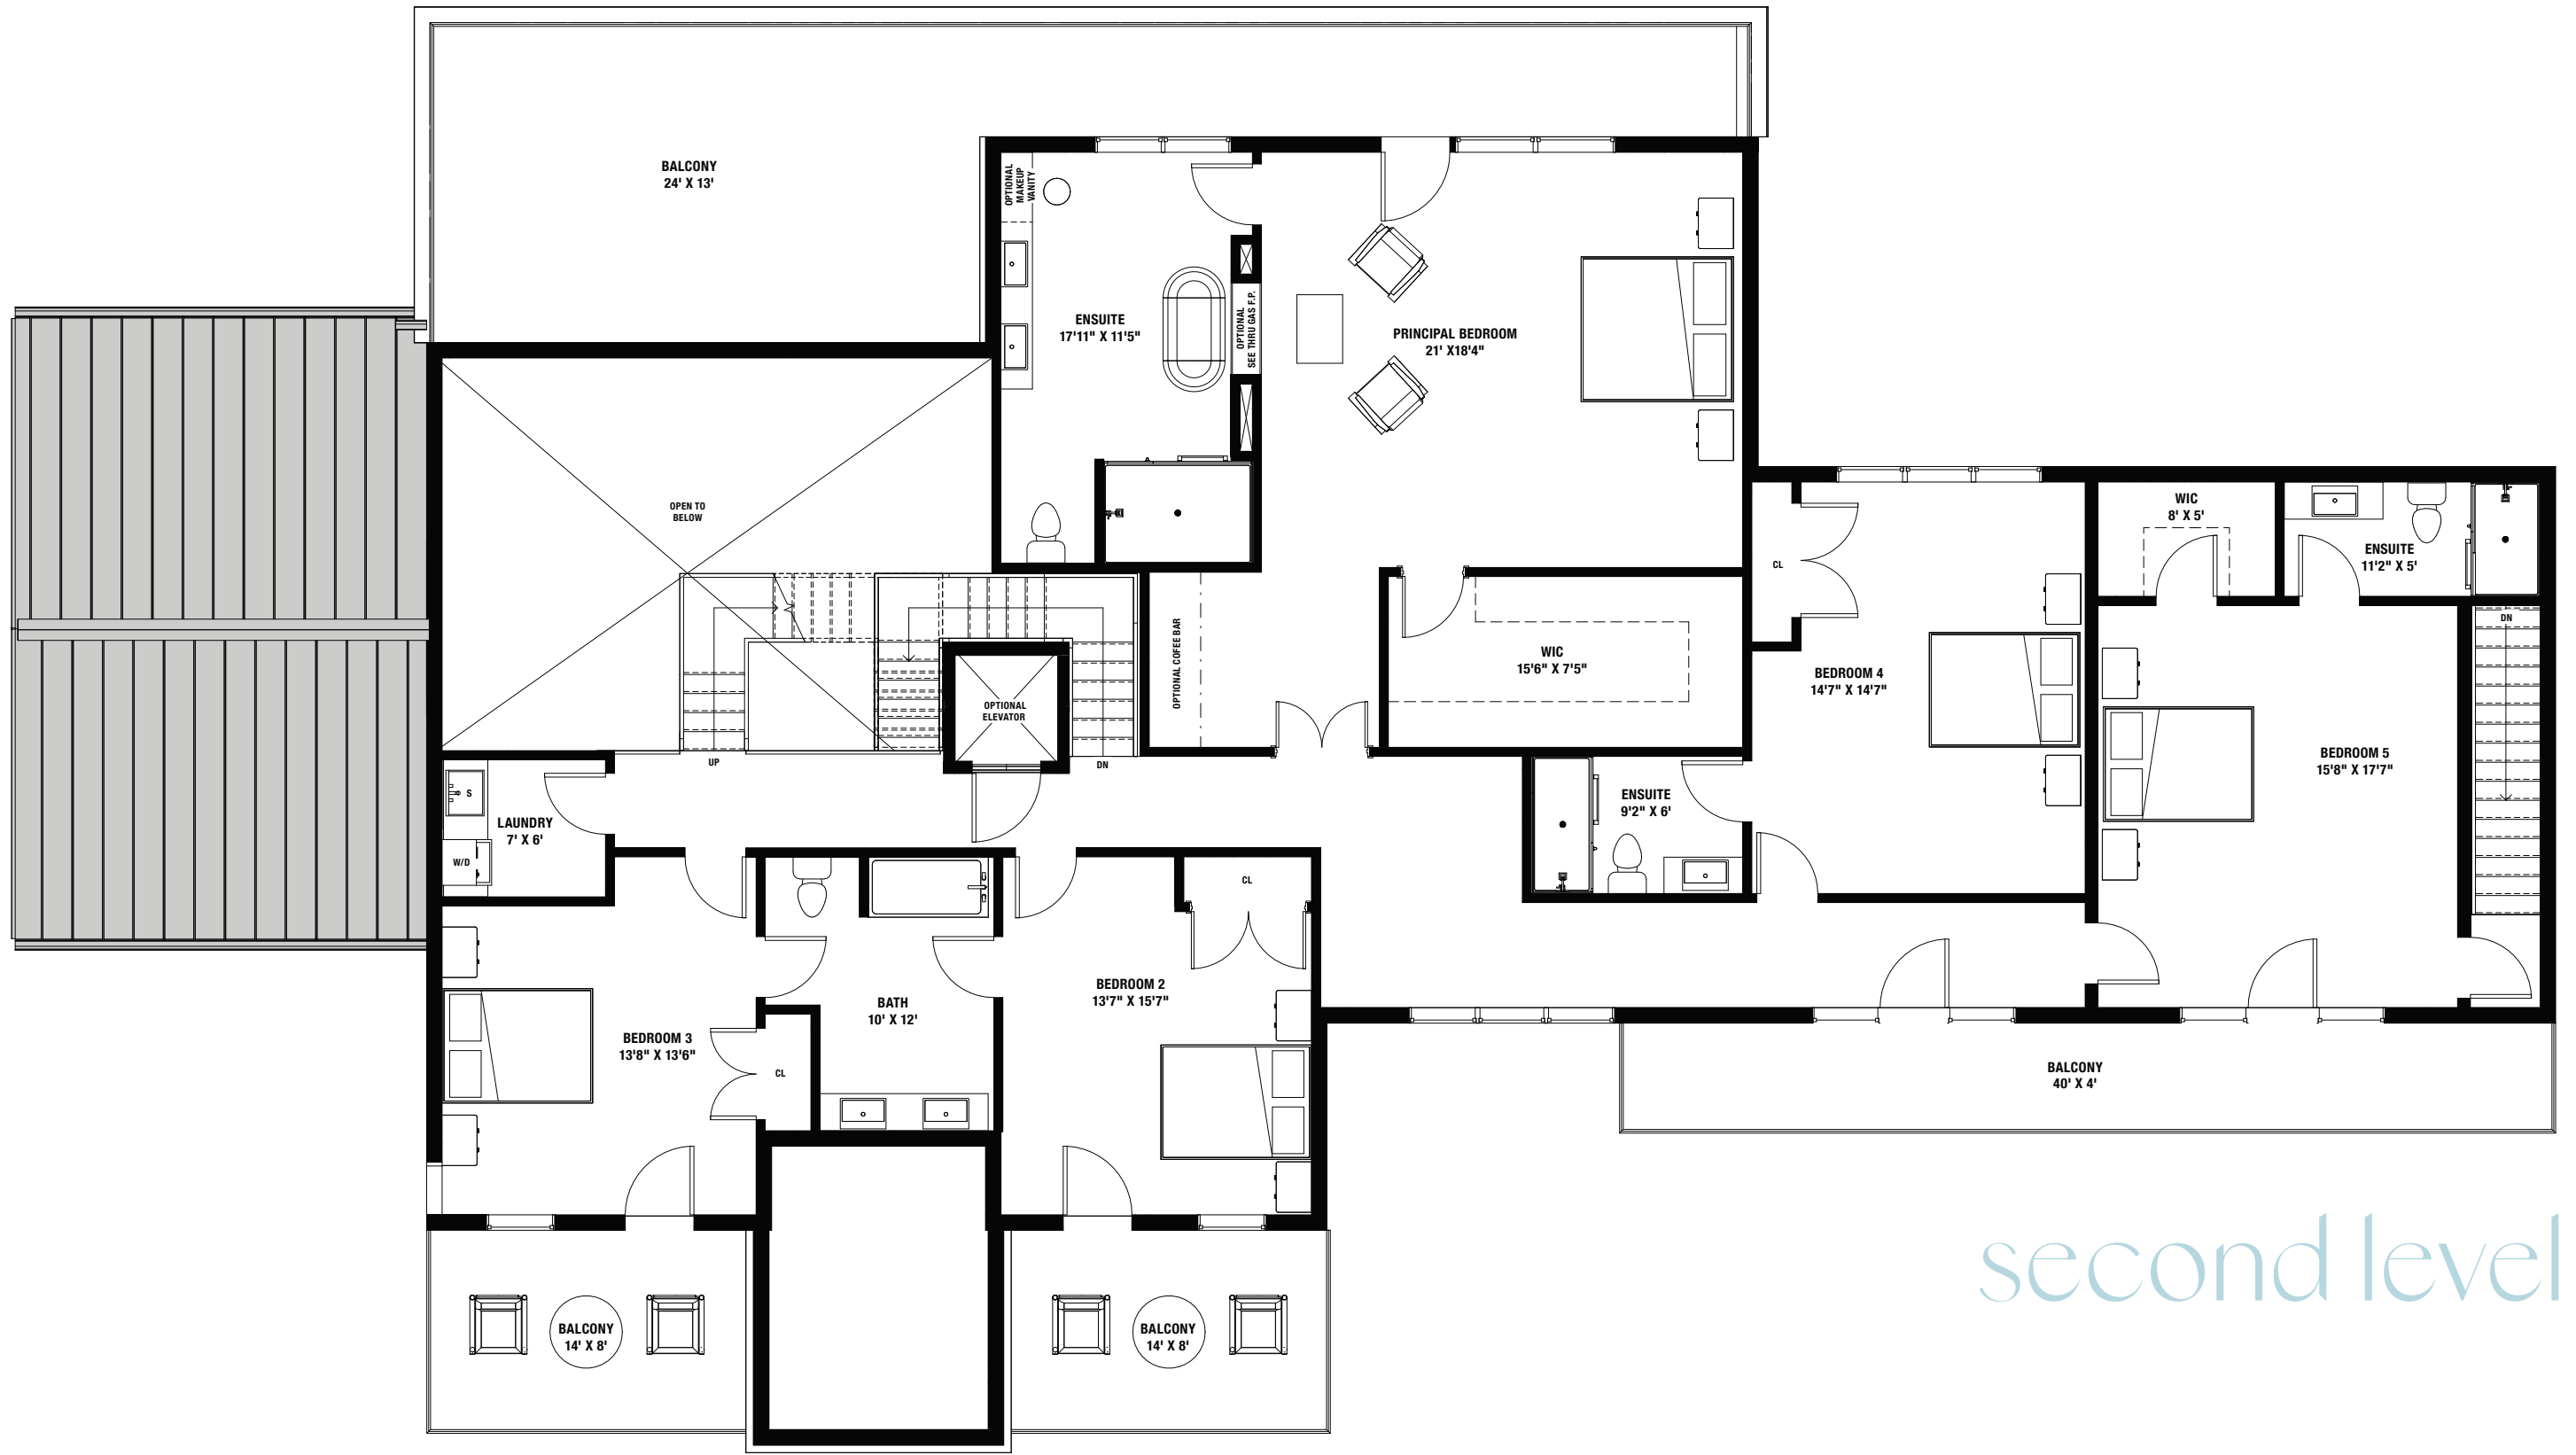 BALCONY
24' X 13'
OPTIONAL
MAKEUP
VANITY
ENSUITE
17'11" X 11'5"
OPTIONAL
SEE THRU GAS F.P.
PRINCIPAL BEDROOM
21' X18'4"
OPEN TO
BELOW
CL
WIC
8' X 5'
ENSUITE
11'2" X 5'
DN
OPTIONAL COFEE BAR
WIC
15'6" X 7'5"
BEDROOM 4
14'7" X 14'7"
OPTIONAL
ELEVATOR
UP
DN
BEDROOM 5
15'8" X 17'7"
S
LAUNDRY
7' X 6'
W/D
ENSUITE
9'2" X 6'
CL
BEDROOM 2
13'7" X 15'7"
BATH
10' X 12'
BEDROOM 3
13'8" X 13'6"
CL
BALCONY
40' X 4'
second level
BALCONY
14' X 8'
BALCONY
14' X 8'